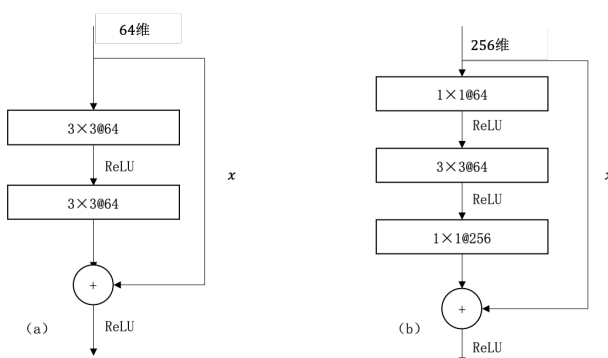 64维
3×3@64
ReLU
x
3×3@64
+
(a)
ReLU
256维
1×1@64
ReLU
3×3@64
x
ReLU
1×1@256
+
(b)
ReLU